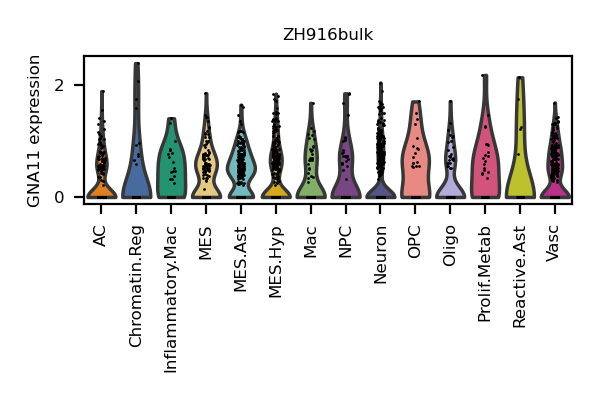 ZH916bulk
GNA11 expression
2
0
AC
Chromatin.Reg
Inflammatory.Mac
MES
MES.Ast
MES.Hyp
Mac
NPC
Neuron
OPC
Oligo
Prolif.Metab
Reactive.Ast
Vasc